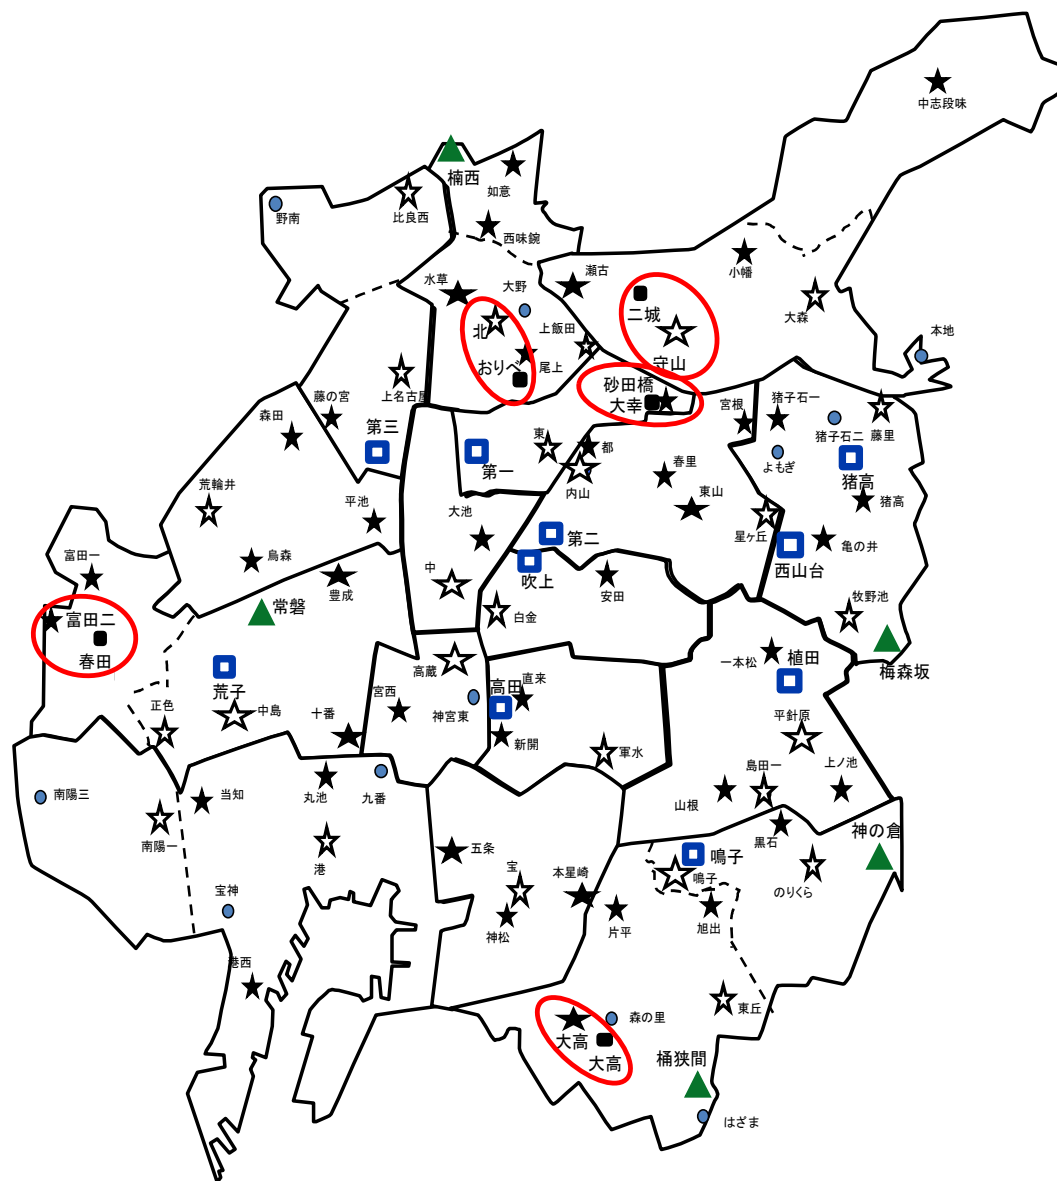 中志段味
楠西
如意
比良西
野南
西味鋺
瀬古
小幡
水草
大野
大森
二城
北
上飯田
本地
守山
おりべ
尾上
砂田橋
大幸
上名古屋
藤の宮
宮根
猪子石一
森田
第三
猪子石二
藤里
東
都
第一
よもぎ
猪高
内山
春里
荒輪井
平池
大池
東山
猪高
星ヶ丘
第二
亀の井
富田一
烏森
西山台
吹上
中
豊成
安田
牧野池
常磐
白金
富田二
春田
一本松
植田
梅森坂
高蔵
荒子
宮西
直来
高田
正色
中島
十番
神宮東
平針原
新開
軍水
島田一
上ノ池
南陽三
当知
丸池
九番
山根
南陽一
黒石
神の倉
港
五条
鳴子
鳴子
宝
本星崎
のりくら
宝神
神松
片平
旭出
港西
東丘
森の里
大高
大高
桶狭間
はざま